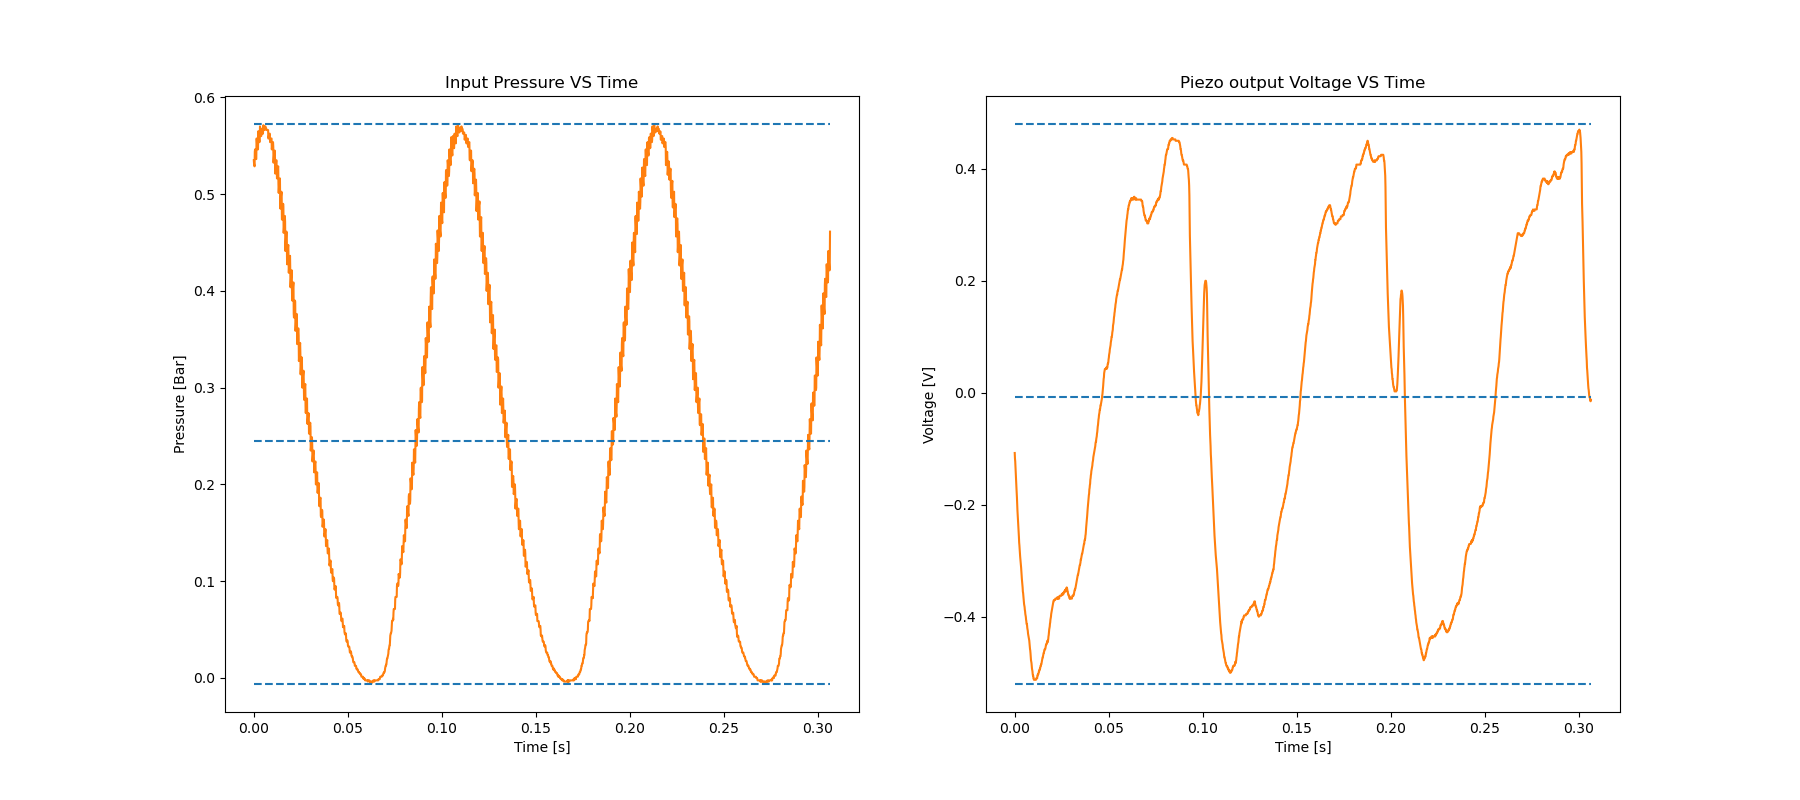 Input Pressure VS Time
Pressure [Bar]
0.6
0.5
0.4
0.3
0.2
0.1
0.0
0.00 0.05 0.10 0.15 0.20 0.25 0.30
Time [s]
Piezo output Voltage VS Time
Voltage [V]
0.4
0.2
0.0
−0.2
−0.4
0.00 0.05 0.10 0.15 0.20 0.25 0.30
Time [s]